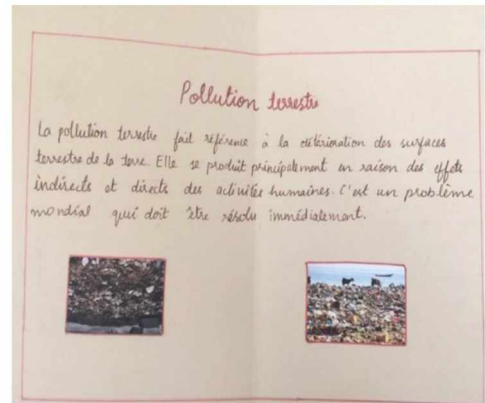 Pollution terrestre
La pollution terrestre fait référence à la détérioration des surfaces
terrestre de la terre. Elle se produit principalement en raison des effets
indirects et directs des activités humaines. C'est un problème
mondial qui doit être résolu immédiatement.